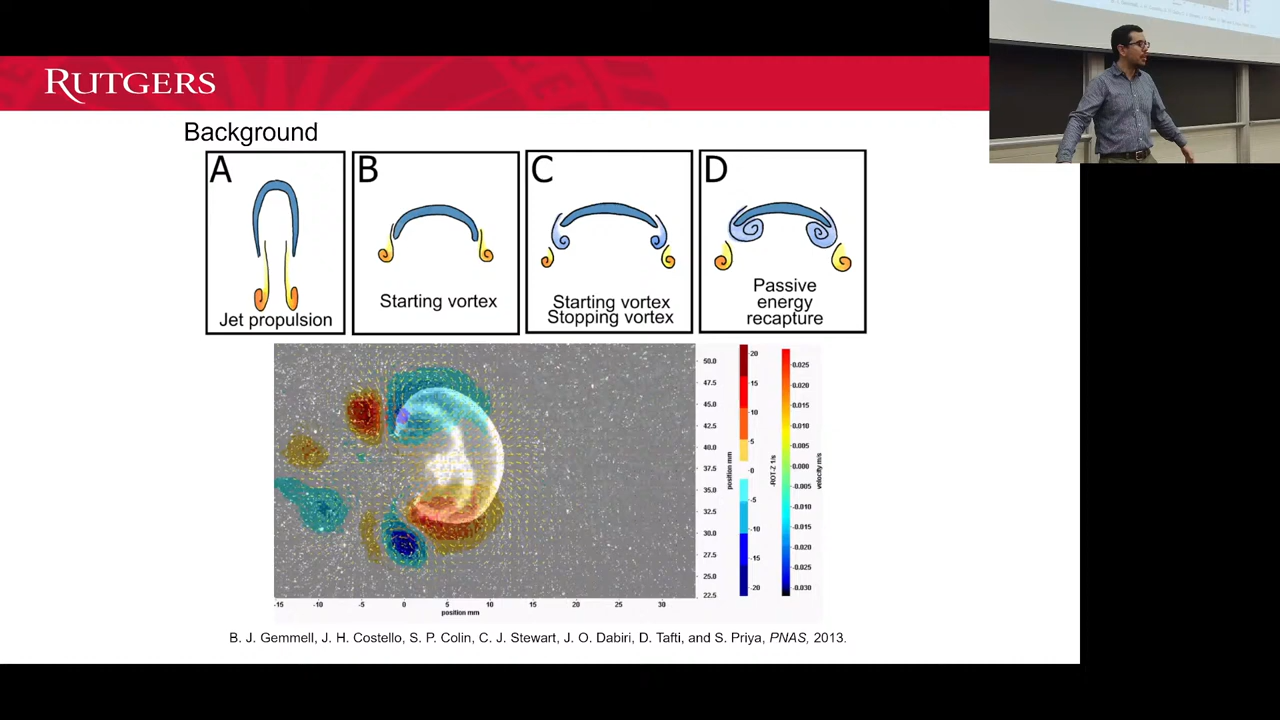 RUTGERS
Background
A
B
C
D
Jet propulsion
Starting vortex
Starting vortex
Stopping vortex
Passive
energy
recapture
50.0
47.5
45.0
42.5
40.0
37.5
35.0
32.5
30.0
27.5
25.0
22.5
position mm
20
15
10
5
0
-5
-10
-15
-20
-ROT-Z 1/s
0.025
0.020
0.015
0.010
0.005
0.000
-0.005
-0.010
-0.015
-0.020
-0.025
-0.030
velocity m/s
-15 -10 -5 0 5 10 15 20 25 30
position mm
B. J. Gemmell, J. H. Costello, S. P. Colin, C. J. Stewart, J. O. Dabiri, D. Tafti, and S. Priya, PNAS, 2013.